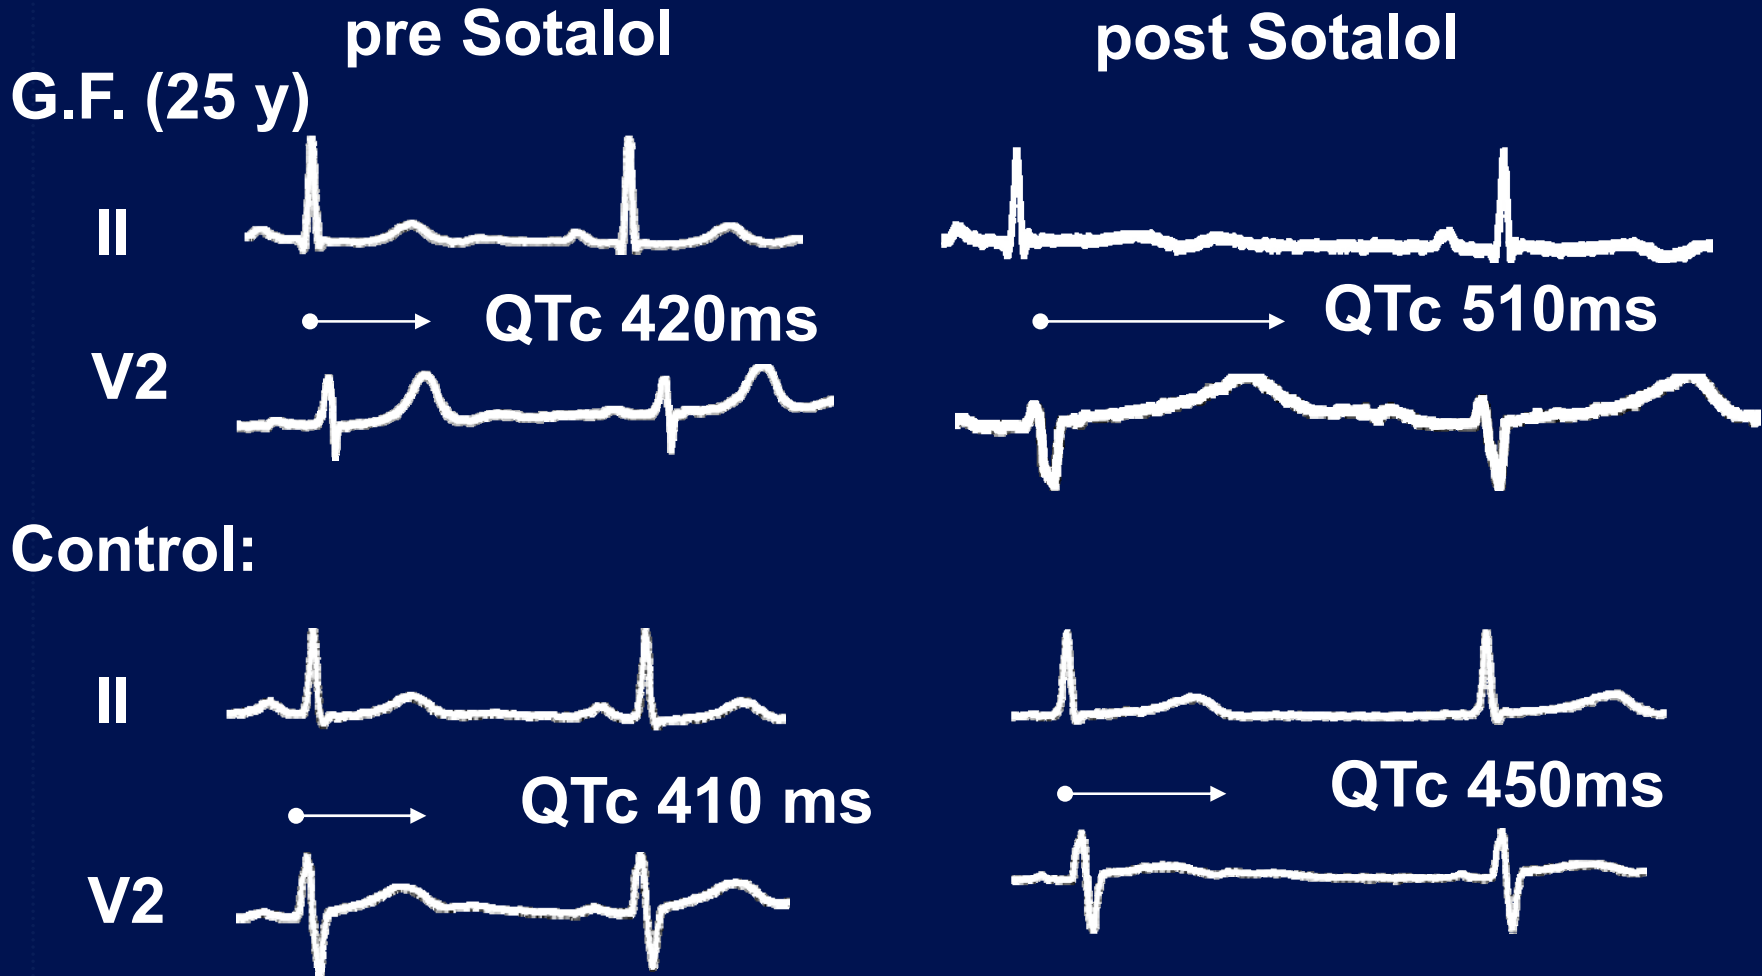 pre Sotalol
post Sotalol
G.F. (25 y)
II
QTc 420ms
QTc 510ms
V2
Control:
II
QTc 410 ms
QTc 450ms
V2